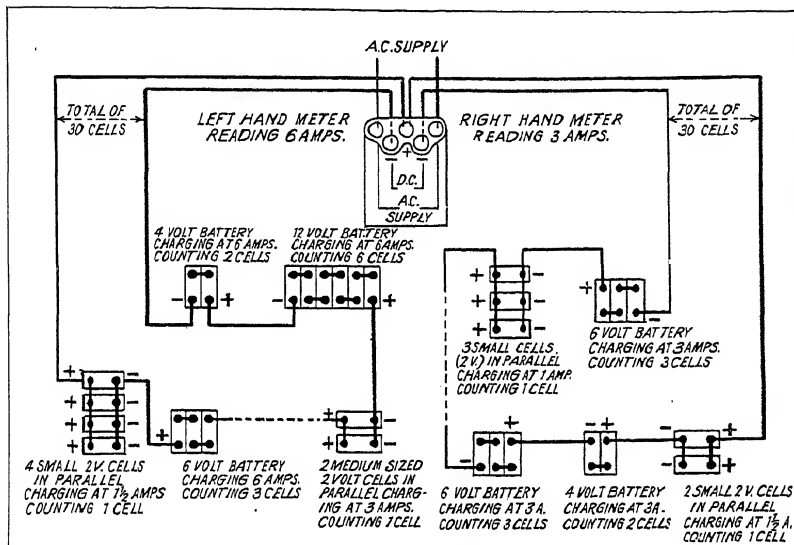 A.C. SUPPLY
TOTAL OF
30 CELLS
LEFT HAND METER
READING 6 AMPS.
RIGHT HAND METER
READING 3 AMPS.
TOTAL OF
30 CELLS
- + -
D.C.
A.C.
SUPPLY
4 VOLT BATTERY
CHARGING AT 6 AMPS.
COUNTING 2 CELLS
12 VOLT BATTERY
CHARGING AT 6 AMPS.
COUNTING 6 CELLS
- +
- +
+ -
+ -
+ -
+
-
3 SMALL CELLS,
(2 V.) IN PARALLEL
CHARGING AT 1 AMP.
COUNTING 1 CELL
6 VOLT BATTERY
CHARGING AT 3 AMPS.
COUNTING 3 CELLS
+ -
+ -
+ -
+ -
+ -
+ -
+ -
4 SMALL 2 V. CELLS
IN PARALLEL
CHARGING AT 1½ AMPS
COUNTING 1 CELL
6 VOLT BATTERY
CHARGING 6 AMPS.
COUNTING 3 CELLS
2 MEDIUM SIZED
2 VOLT CELLS IN
PARALLEL CHARG-
ING AT 3 AMPS.
COUNTING 1 CELL
- +
- +
+ -
+ -
6 VOLT BATTERY
CHARGING AT 3 A.
COUNTING 3 CELLS
4 VOLT BATTERY
CHARGING AT 3A-
COUNTING 2 CELLS
2 SMALL 2 V. CELLS
IN PARALLEL
CHARGING AT 1½ A.
COUNTING 1 CELL